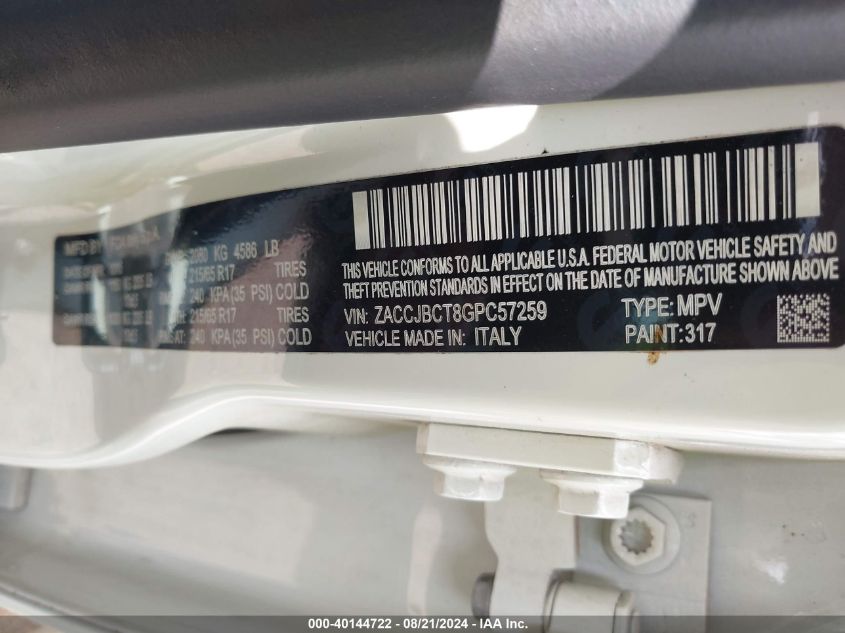 MFD BY
2080 KG 4586 LB
215/65 R17 TIRES
240 KPA(35 PSI) COLD
215/65 R17 TIRES
240 KPA(35 PSI) COLD
THIS VEHICLE CONFORMS TO ALL APPLICABLE U.S.A. FEDERAL MOTOR VEHICLE SAFETY AND
THEFT PREVENTION STANDARDS IN EFFECT ON THE DATE OF MANUFACTURE SHOWN ABOVE
VIN: ZACCJBCT8GPC57259 TYPE: MPV
VEHICLE MADE IN: ITALY PAINT:317
000-40144722 - 08/21/2024 - IAA Inc.